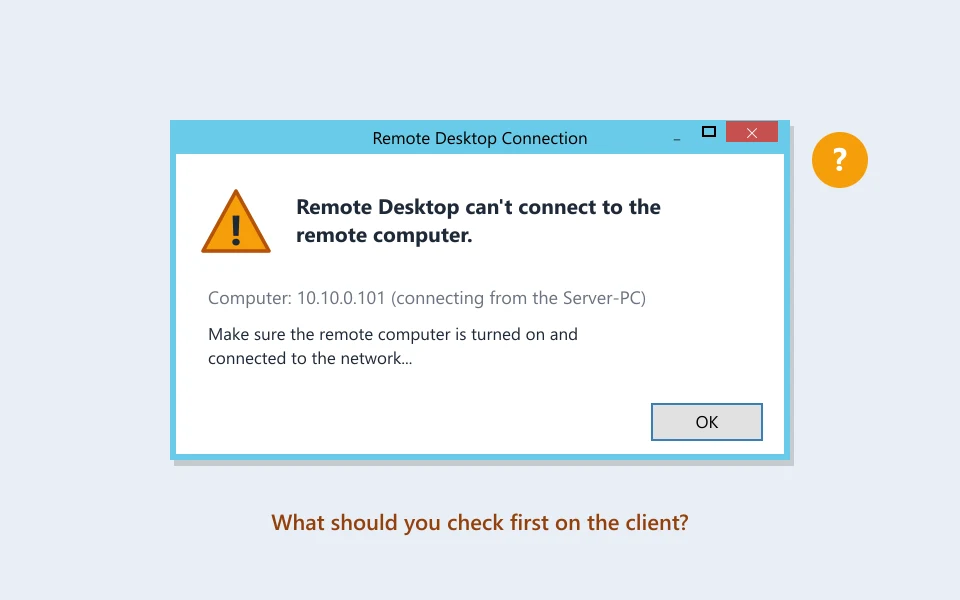 Remote Desktop Connection
?
!
Remote Desktop can't connect to the
remote computer.
Computer: 10.10.0.101 (connecting from the Server-PC)
Make sure the remote computer is turned on and
connected to the network...
OK
What should you check first on the client?